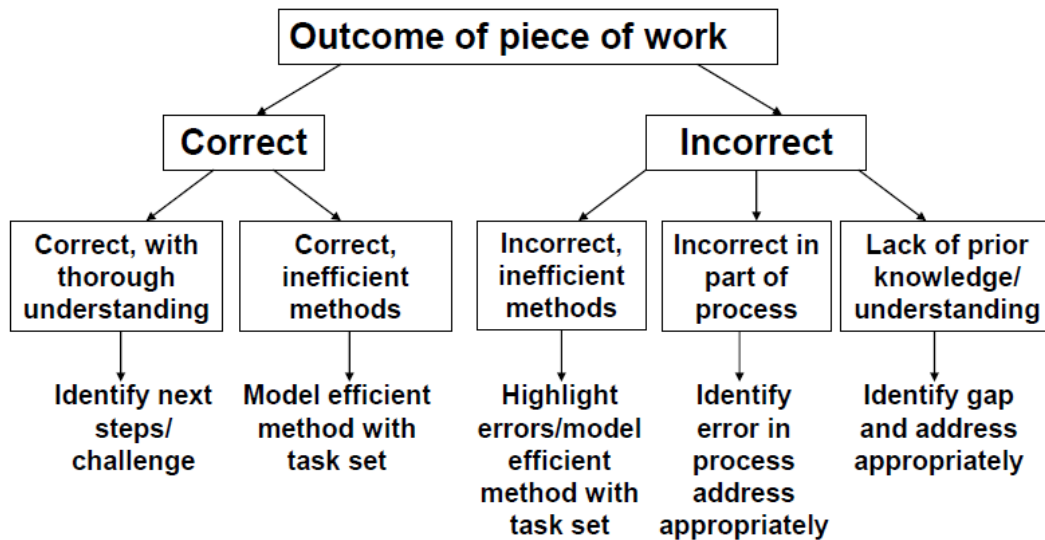 Outcome of piece of work
Correct
Incorrect
Correct, with
thorough
understanding
Correct,
inefficient
methods
Incorrect,
inefficient
methods
Incorrect in
part of
process
Lack of prior
knowledge/
understanding
Identify next
steps/
challenge
Model efficient
method with
task set
Highlight
errors/model
efficient
method with
task set
Identify
error in
process
address
appropriately
Identify gap
and address
appropriately